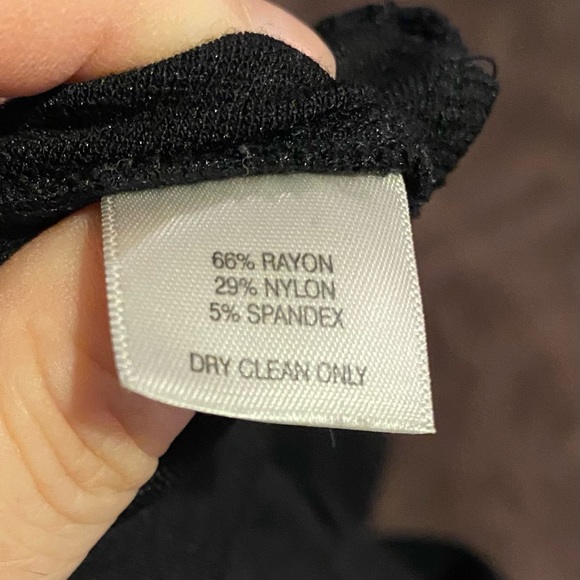 66% RAYON
29% NYLON
5% SPANDEX
DRY CLEAN ONLY